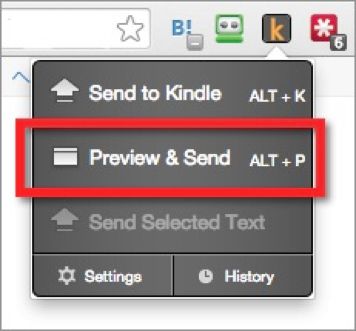 B!
k
6
Send to Kindle ALT + K
Preview & Send ALT + P
Send Selected Text
Settings History